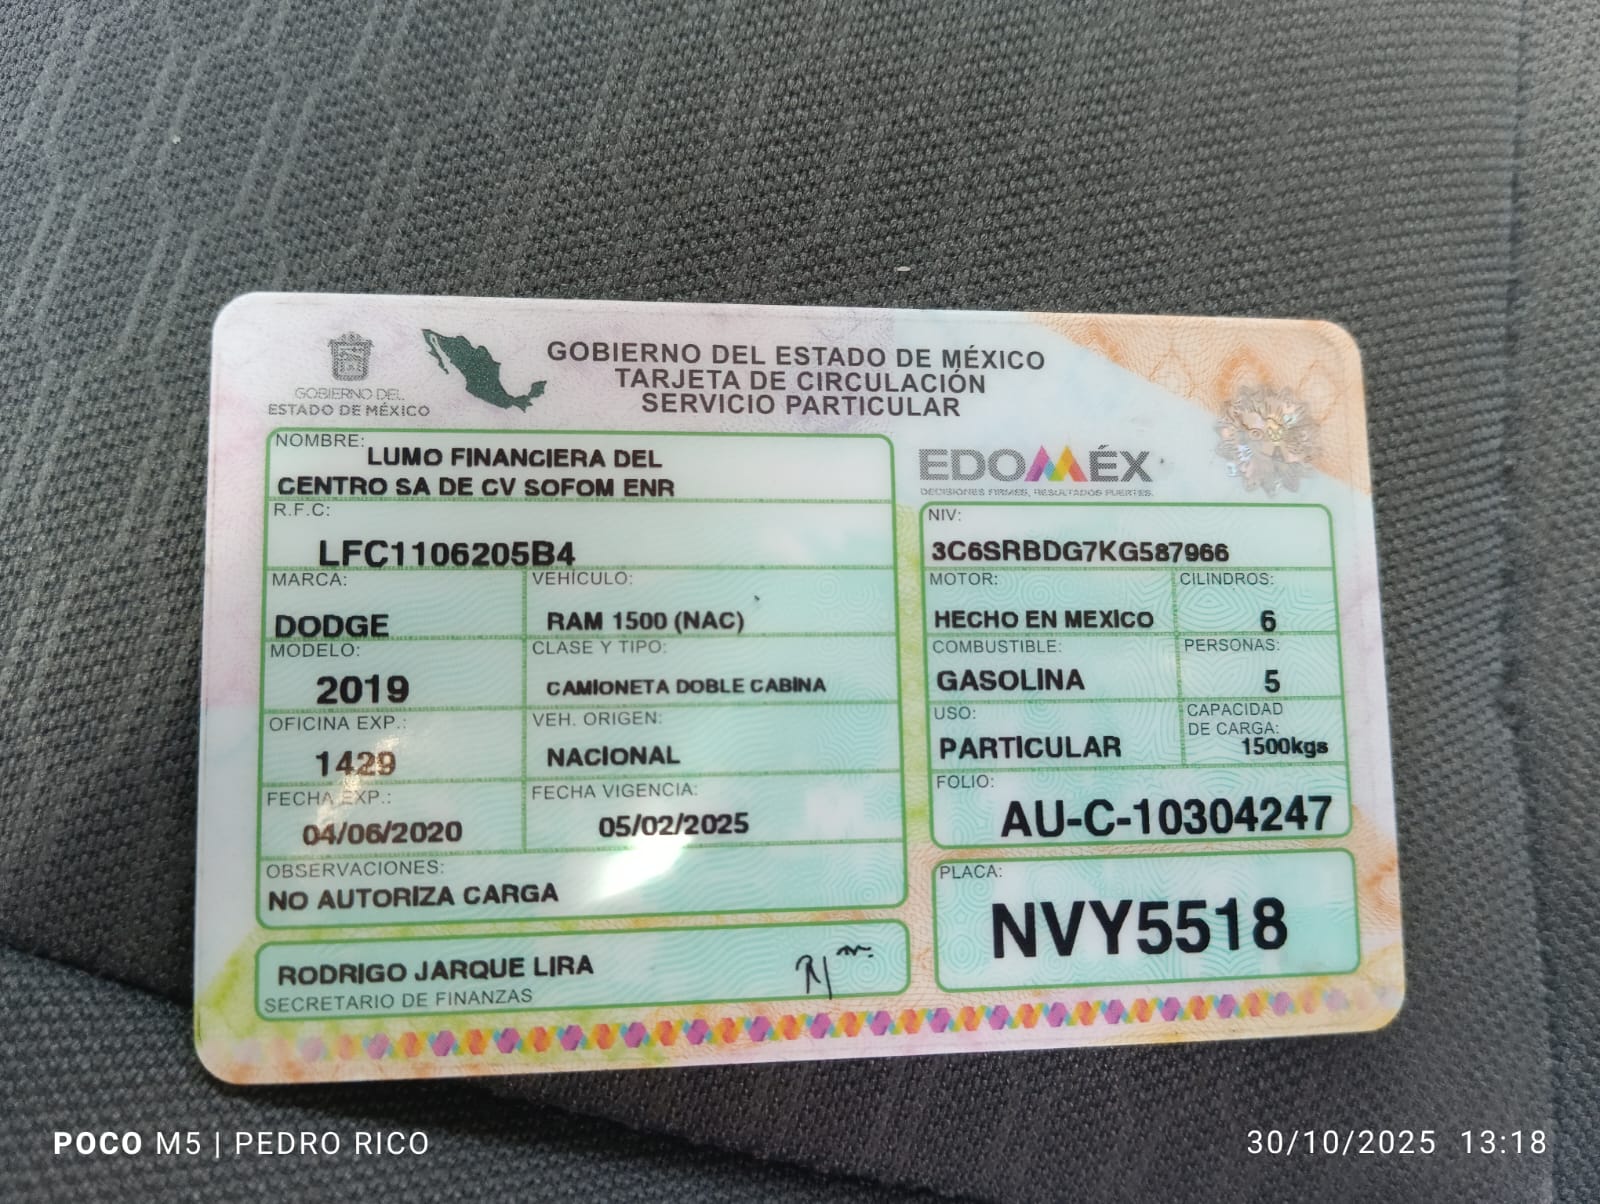 GOBIERNO DEL
ESTADO DE MÉXICO
GOBIERNO DEL ESTADO DE MÉXICO
TARJETA DE CIRCULACIÓN
SERVICIO PARTICULAR
NOMBRE:
LUMO FINANCIERA DEL
CENTRO SA DE CV SOFOM ENR
R.F.C:
LFC1106205B4
MARCA:
DODGE
VEHÍCULO:
RAM 1500 (NAC)
MODELO:
2019
CLASE Y TIPO:
CAMIONETA DOBLE CABINA
OFICINA EXP.:
1429
VEH. ORIGEN:
NACIONAL
FECHA EXP.:
04/06/2020
FECHA VIGENCIA:
05/02/2025
OBSERVACIONES:
NO AUTORIZA CARGA
RODRIGO JARQUE LIRA
SECRETARIO DE FINANZAS
EDOMÉX
DECISIONES FIRMES, RESULTADOS FUERTES.
NIV:
3C6SRBDG7KG587966
MOTOR:
HECHO EN MEXICO
CILINDROS:
6
COMBUSTIBLE:
GASOLINA
PERSONAS:
5
USO:
PARTICULAR
CAPACIDAD
DE CARGA:
1500kgs
FOLIO:
AU-C-10304247
PLACA:
NVY5518
POCO M5 | PEDRO RICO
30/10/2025 13:18